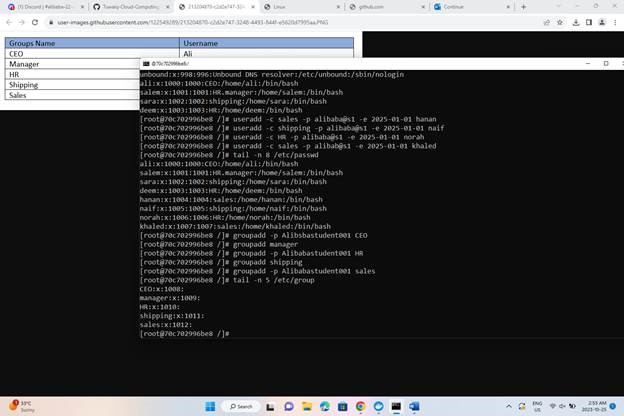 [1] Discord | #alibaba-22-
Tuwaiq-Cloud-Computing
213204870-c2d2e747-3248-4493
Linux
github.com
Continue
user-images.githubusercontent.com/122549289/213204870-c2d2e747-3248-4493-844f-e5620d7995aa.PNG
Groups Name Username
CEO Ali
Manager
HR
Shipping
Sales
@70c702996be8:/
unbound:x:998:996:Unbound DNS resolver:/etc/unbound:/sbin/nologin
ali:x:1000:1000:CEO:/home/ali:/bin/bash
salem:x:1001:1001:HR.manager:/home/salem:/bin/bash
sara:x:1002:1002:shipping:/home/sara:/bin/bash
deem:x:1003:1003:HR:/home/deem:/bin/bash
[root@70c702996be8 /]# useradd -c sales -p alibaba@s1 -e 2025-01-01 hanan
[root@70c702996be8 /]# useradd -c shipping -p alibaba@s1 -e 2025-01-01 naif
[root@70c702996be8 /]# useradd -c HR -p alibaba@s1 -e 2025-01-01 norah
[root@70c702996be8 /]# useradd -c sales -p alibab@s1 -e 2025-01-01 khaled
[root@70c702996be8 /]# tail -n 8 /etc/passwd
ali:x:1000:1000:CEO:/home/ali:/bin/bash
salem:x:1001:1001:HR.manager:/home/salem:/bin/bash
sara:x:1002:1002:shipping:/home/sara:/bin/bash
deem:x:1003:1003:HR:/home/deem:/bin/bash
hanan:x:1004:1004:sales:/home/hanan:/bin/bash
naif:x:1005:1005:shipping:/home/naif:/bin/bash
norah:x:1006:1006:HR:/home/norah:/bin/bash
khaled:x:1007:1007:sales:/home/khaled:/bin/bash
[root@70c702996be8 /]# groupadd -p Alibsbastudent001 CEO
[root@70c702996be8 /]# groupadd manager
[root@70c702996be8 /]# groupadd -p Alibabastudent001 HR
[root@70c702996be8 /]# groupadd shipping
[root@70c702996be8 /]# groupadd -p Alibabastudent001 sales
[root@70c702996be8 /]# tail -n 5 /etc/group
CEO:x:1008:
manager:x:1009:
HR:x:1010:
shipping:x:1011:
sales:x:1012:
[root@70c702996be8 /]#
33°C
Sunny
Search
ENG
US
2:53 AM
2023-10-25